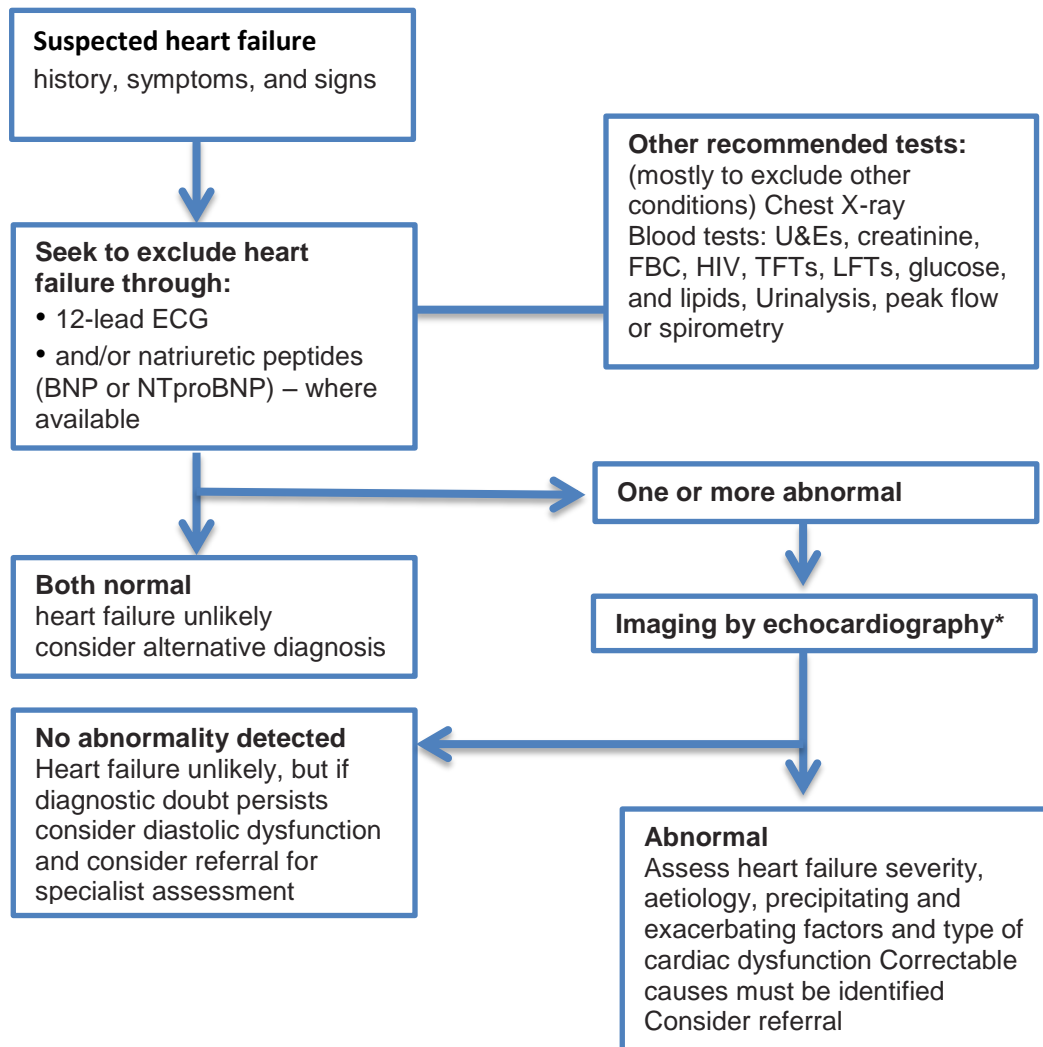 Suspected heart failure
history, symptoms, and signs
Other recommended tests:
(mostly to exclude other
conditions) Chest X-ray
Blood tests: U&Es, creatinine,
FBC, HIV, TFTs, LFTs, glucose,
and lipids, Urinalysis, peak flow
or spirometry
Seek to exclude heart
failure through:
• 12-lead ECG
• and/or natriuretic peptides
(BNP or NTproBNP) – where
available
One or more abnormal
Both normal
heart failure unlikely
consider alternative diagnosis
Imaging by echocardiography*
No abnormality detected
Heart failure unlikely, but if
diagnostic doubt persists
consider diastolic dysfunction
and consider referral for
specialist assessment
Abnormal
Assess heart failure severity,
aetiology, precipitating and
exacerbating factors and type of
cardiac dysfunction Correctable
causes must be identified
Consider referral